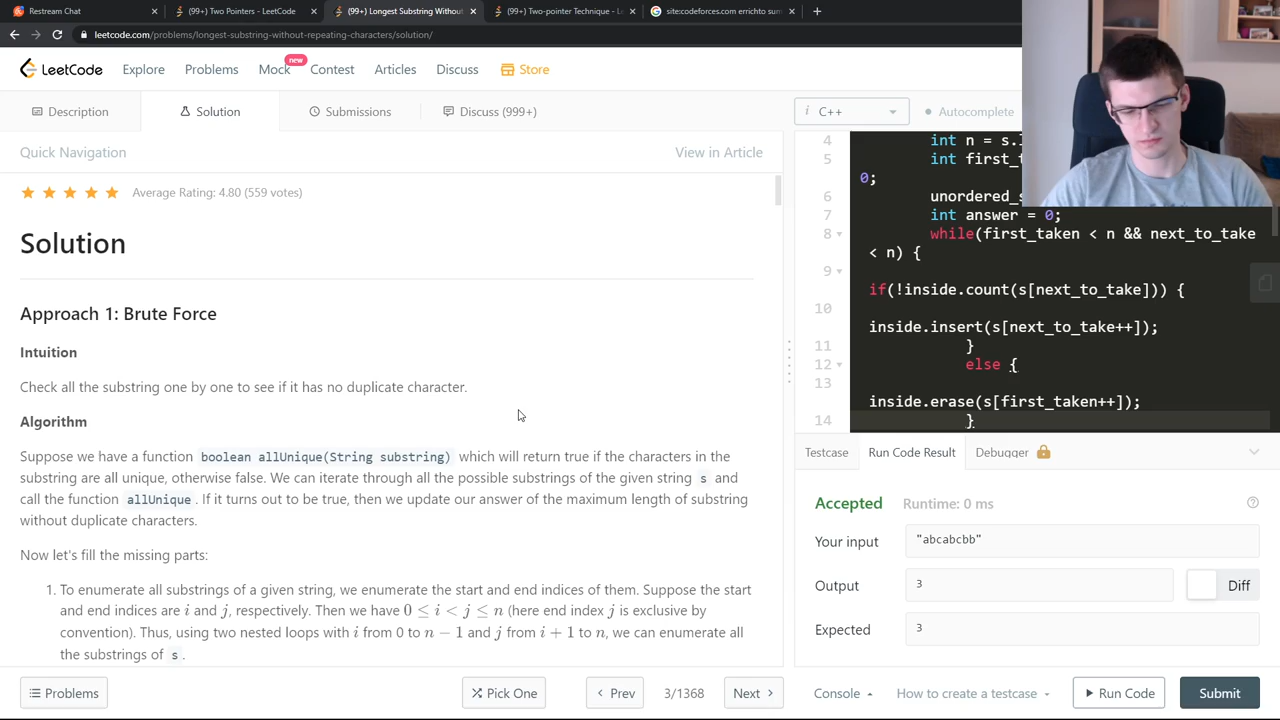 Restream Chat
(99+) Two Pointers - LeetCode
(99+) Longest Substring Witho
(99+) Two-pointer Technique - Le
site:codeforces.com errichto sum
leetcode.com/problems/longest-substring-without-repeating-characters/solution/
LeetCode Explore Problems Mock Contest Articles Discuss Store
new
Description Solution Submissions Discuss (999+)
i C++ Autocomplete
Quick Navigation View in Article
Average Rating: 4.80 (559 votes)
Solution
Approach 1: Brute Force
Intuition
Check all the substring one by one to see if it has no duplicate character.
Algorithm
Suppose we have a function boolean allUnique(String substring) which will return true if the characters in the
substring are all unique, otherwise false. We can iterate through all the possible substrings of the given string s and
call the function allUnique . If it turns out to be true, then we update our answer of the maximum length of substring
without duplicate characters.
Now let's fill the missing parts:
1. To enumerate all substrings of a given string, we enumerate the start and end indices of them. Suppose the start
and end indices are i and j, respectively. Then we have 0 ≤ i < j ≤ n (here end index j is exclusive by
convention). Thus, using two nested loops with i from 0 to n − 1 and j from i + 1 to n, we can enumerate all
the substrings of s .
4 int n = s.
5 int first_
0;
6 unordered_
7 int answer = 0;
8 while(first_taken < n && next_to_take
< n) {
9
if(!inside.count(s[next_to_take])) {
10
inside.insert(s[next_to_take++]);
11 }
12 else {
13
inside.erase(s[first_taken++]);
14 }
Testcase Run Code Result Debugger
Accepted Runtime: 0 ms
Your input "abcabcbb"
Output 3 Diff
Expected 3
Problems Pick One Prev 3/1368 Next
Console How to create a testcase Run Code Submit